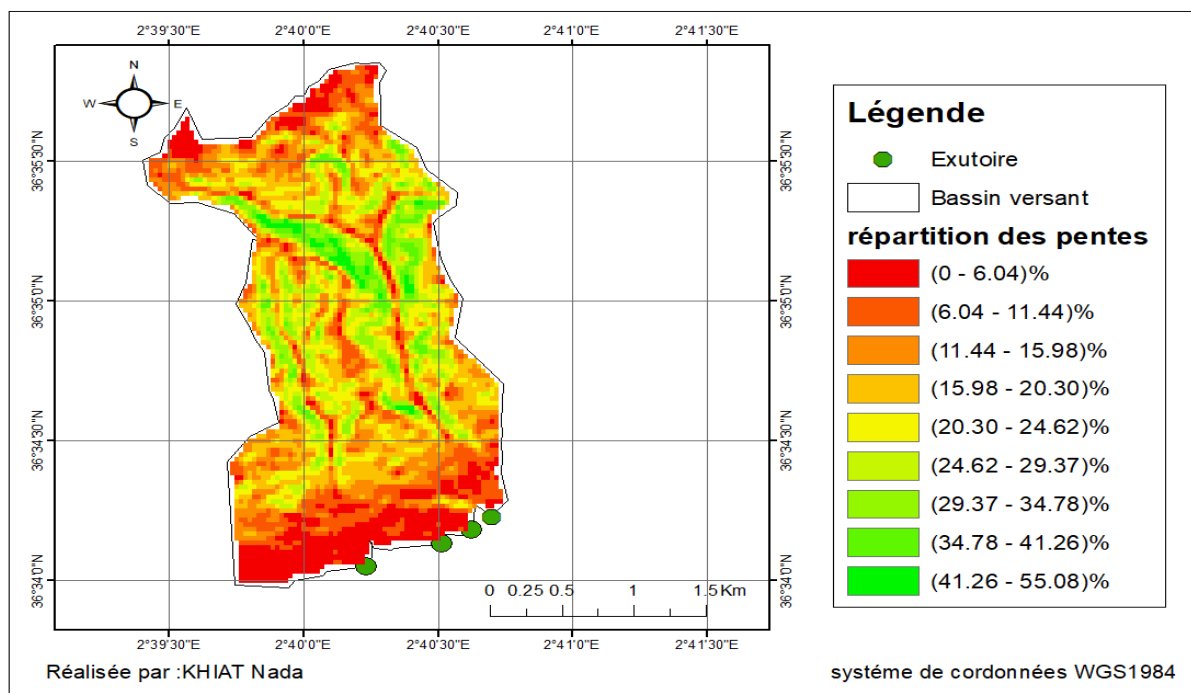 2°39'30"E 2°40'0"E 2°40'30"E 2°41'0"E 2°41'30"E
N
W E
S
36°35'30"N 36°35'30"N
36°35'0"N 36°35'0"N
36°34'30"N 36°34'30"N
36°34'0"N 36°34'0"N
0 0.25 0.5 1 1.5 Km
2°39'30"E 2°40'0"E 2°40'30"E 2°41'0"E 2°41'30"E
Légende
Exutoire
Bassin versant
répartition des pentes
(0 - 6.04)%
(6.04 - 11.44)%
(11.44 - 15.98)%
(15.98 - 20.30)%
(20.30 - 24.62)%
(24.62 - 29.37)%
(29.37 - 34.78)%
(34.78 - 41.26)%
(41.26 - 55.08)%
Réalisée par :KHIAT Nada
systéme de cordonnées WGS1984